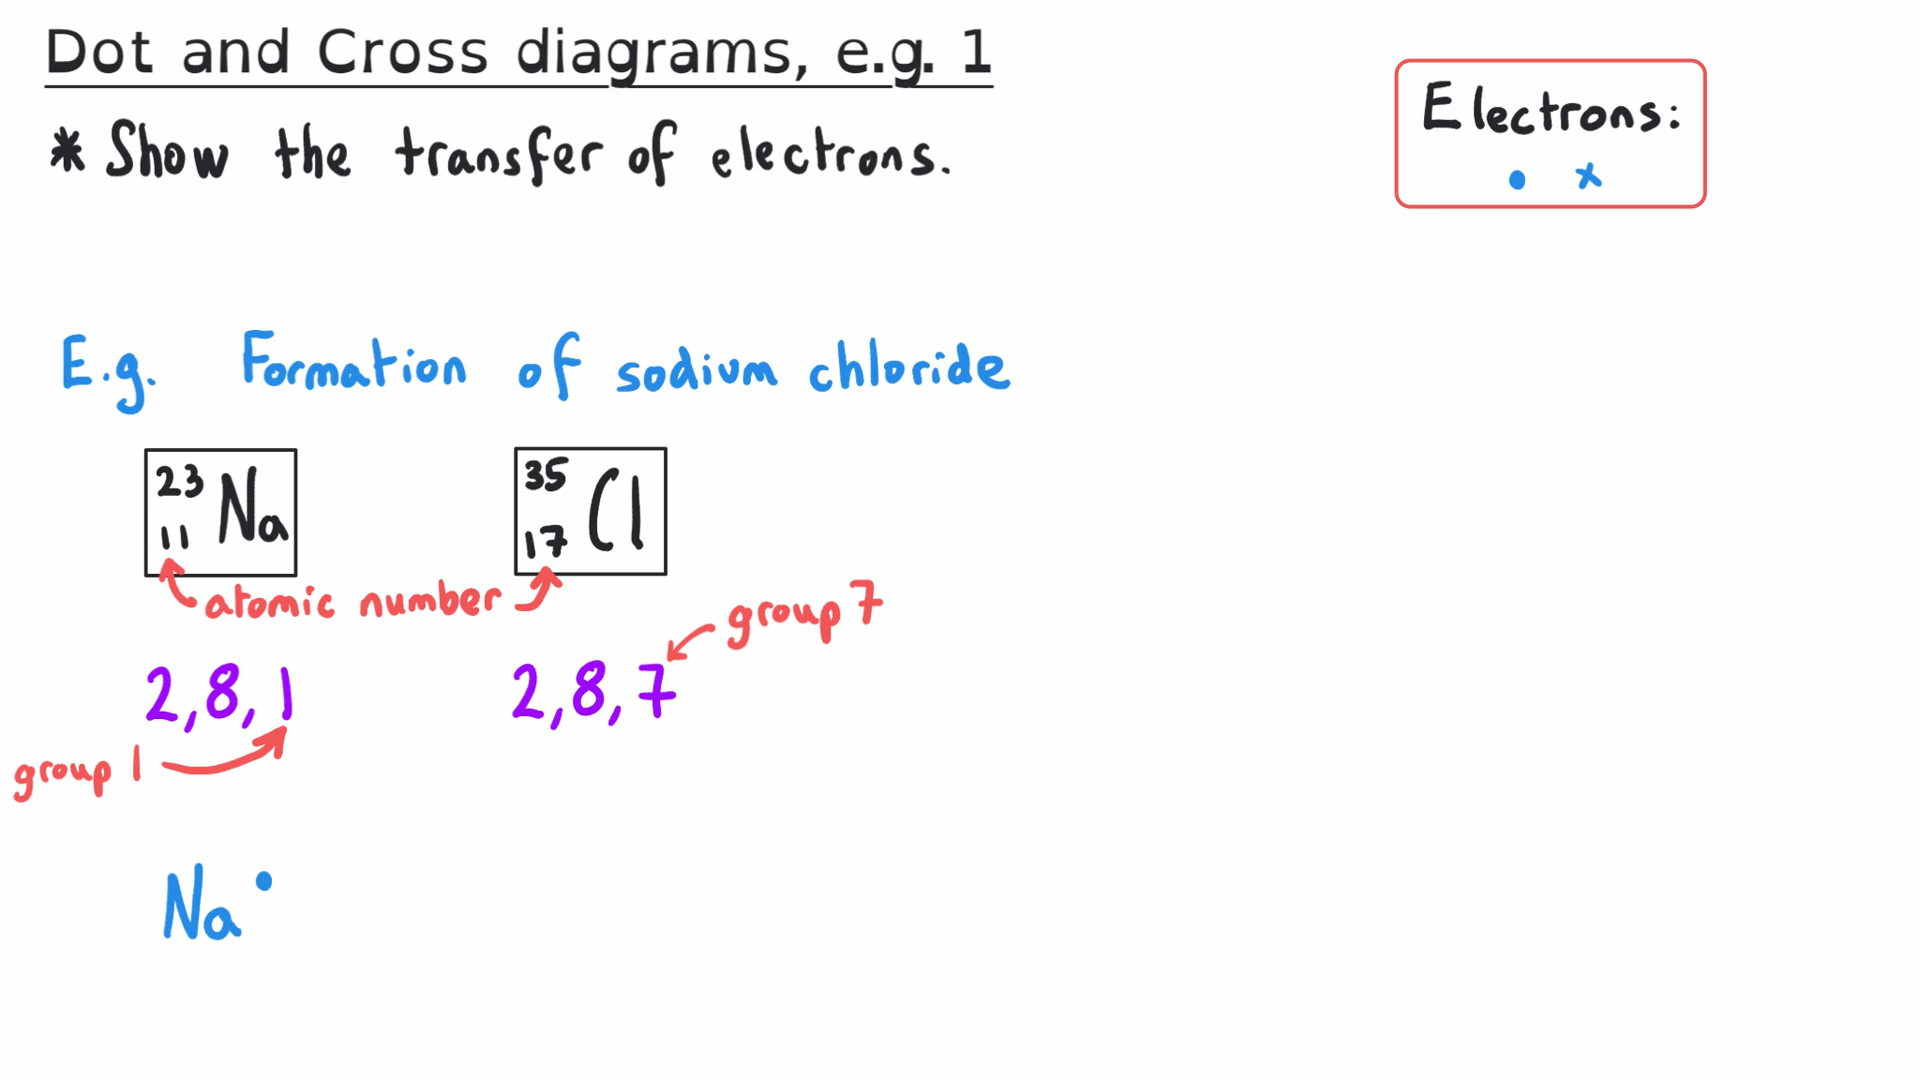 Dot and Cross diagrams, e.g. 1
* Show the transfer of electrons.
Electrons:
• x
E.g. Formation of sodium chloride
23
11 Na
35
17 Cl
atomic number
group 7
2,8,1
2,8,7
group 1
Na •